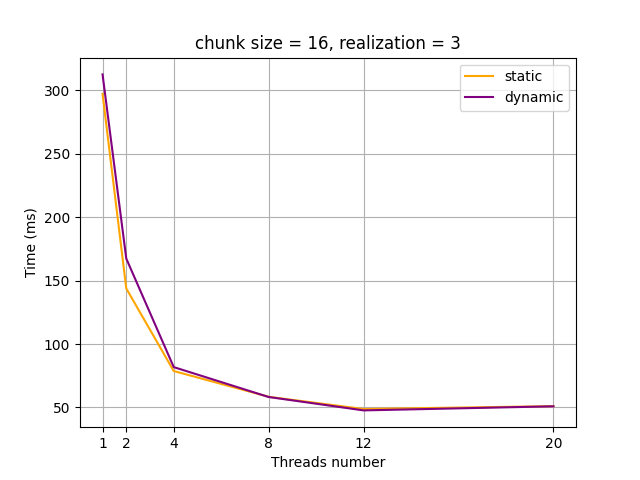 chunk size = 16, realization = 3
static
dynamic
Time (ms)
300
250
200
150
100
50
1 2 4 8 12 20
Threads number